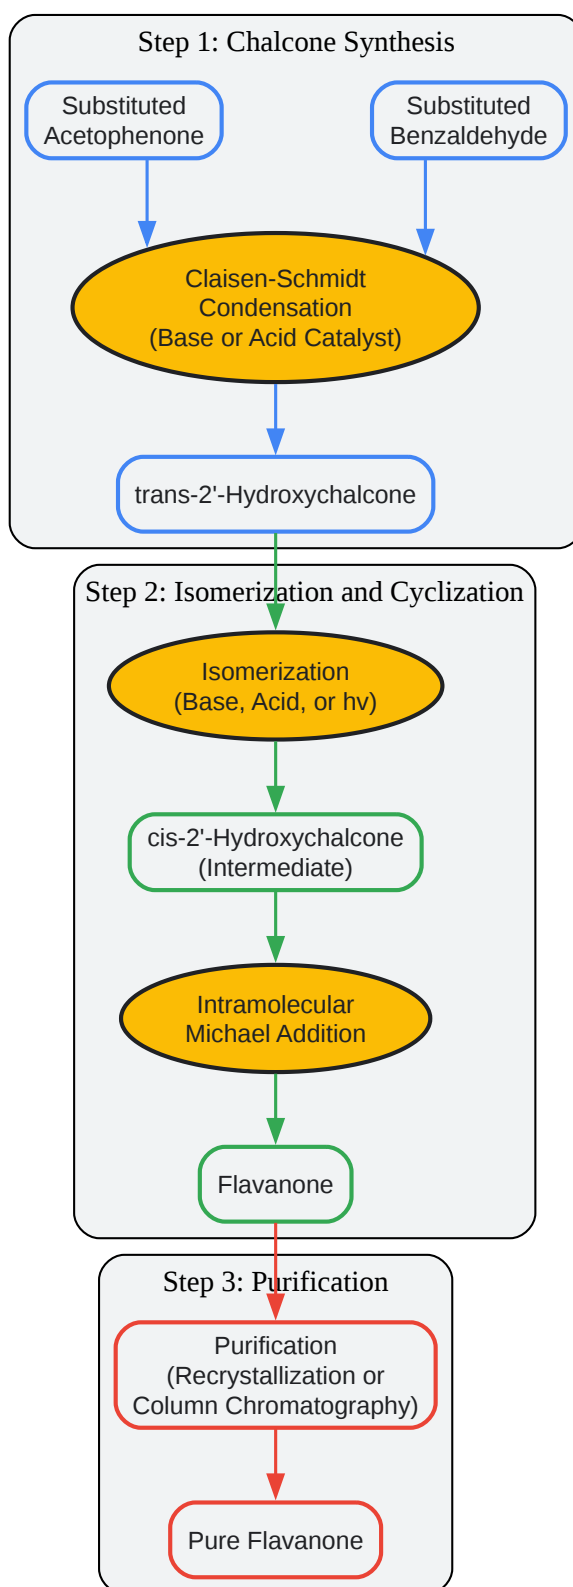 Step 1: Chalcone Synthesis
Substituted
Acetophenone
Substituted
Benzaldehyde
Claisen-Schmidt
Condensation
(Base or Acid Catalyst)
trans-2'-Hydroxychalcone
Step 2: Isomerization and Cyclization
Isomerization
(Base, Acid, or hv)
cis-2'-Hydroxychalcone
(Intermediate)
Intramolecular
Michael Addition
Flavanone
Step 3: Purification
Purification
(Recrystallization or
Column Chromatography)
Pure Flavanone